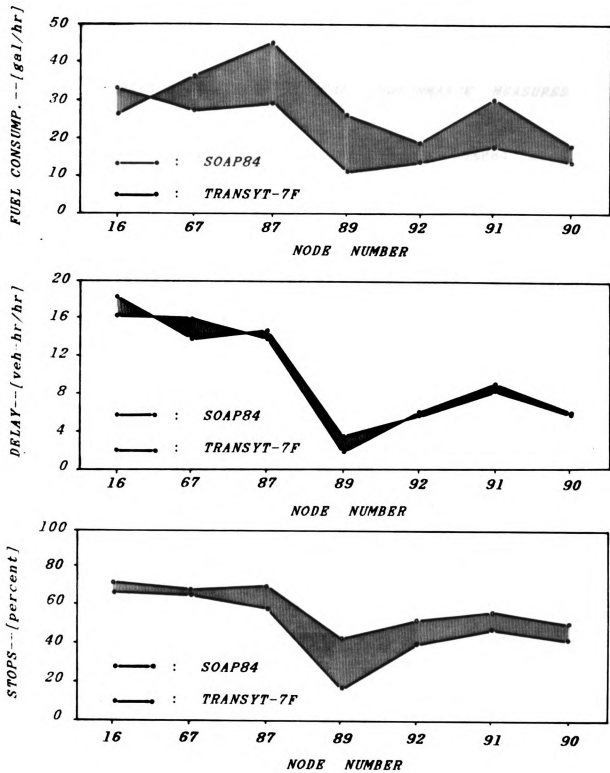 FUEL CONSUMP.--[gal/hr]
50
40
30
20
10
0
: SOAP84
: TRANSYT-7F
16 67 87 89 92 91 90
NODE NUMBER
DELAY--[veh-hr/hr]
20
16
12
8
4
0
: SOAP84
: TRANSYT-7F
16 67 87 89 92 91 90
NODE NUMBER
STOPS--[percent]
100
80
60
40
20
0
: SOAP84
: TRANSYT-7F
16 67 87 89 92 91 90
NODE NUMBER
MEASURES